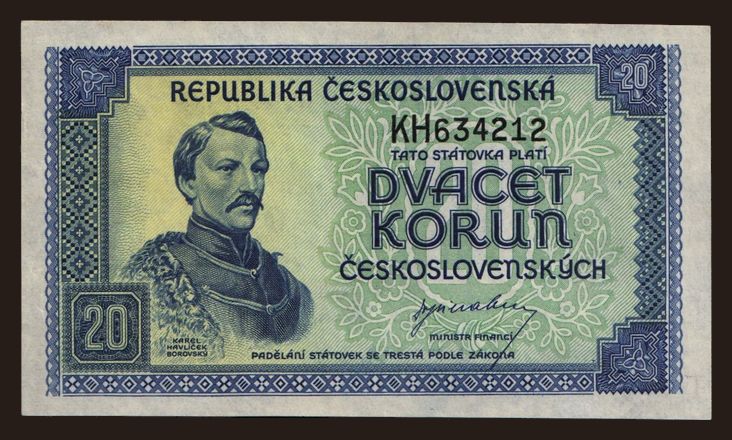 20
REPUBLIKA ČESKOSLOVENSKÁ
KH634212
TATO STÁTOVKA PLATÍ
DVACET
KORUN
ČESKOSLOVENSKÝCH
MINISTR FINANCÍ
20
KAREL
HAVLÍČEK
BOROVSKÝ
PADĚLÁNÍ STÁTOVEK SE TRESTÁ PODLE ZÁKONA